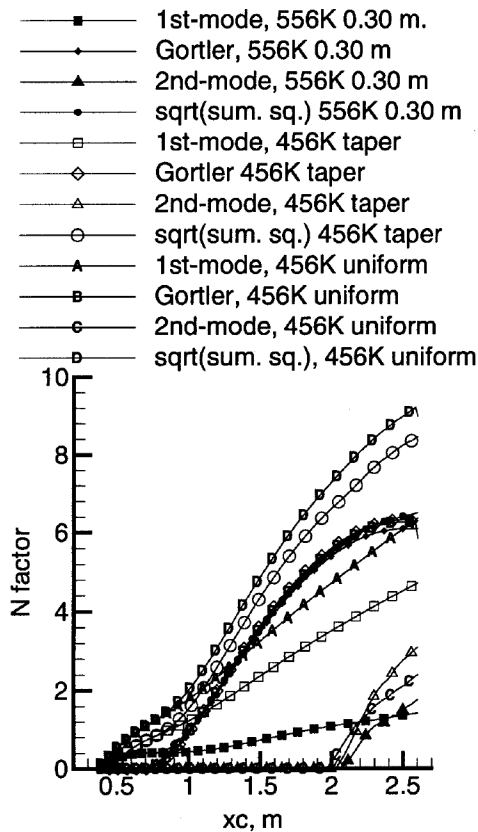 1st-mode, 556K 0.30 m.
Gortler, 556K 0.30 m
2nd-mode, 556K 0.30 m
sqrt(sum. sq.) 556K 0.30 m
1st-mode, 456K taper
Gortler 456K taper
2nd-mode, 456K taper
sqrt(sum. sq.) 456K taper
A 1st-mode, 456K uniform
B Gortler, 456K uniform
C 2nd-mode, 456K uniform
D sqrt(sum. sq.), 456K uniform
10
8
6
4
2
0
N factor
0.5 1 1.5 2 2.5
xc, m